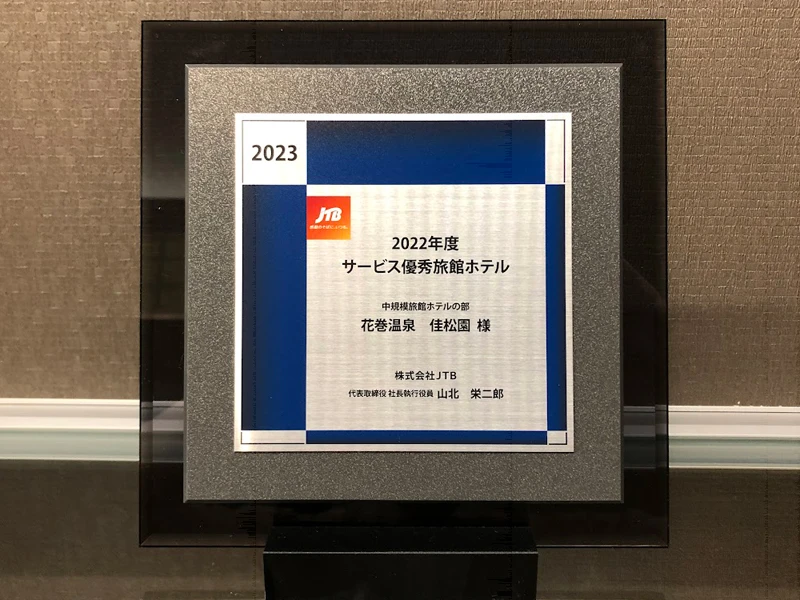 2023
JTB
2022年度
サービス優秀旅館ホテル
中規模旅館ホテルの部
花巻温泉　佳松園 様
株式会社JTB
代表取締役 社長執行役員 山北　栄二郎